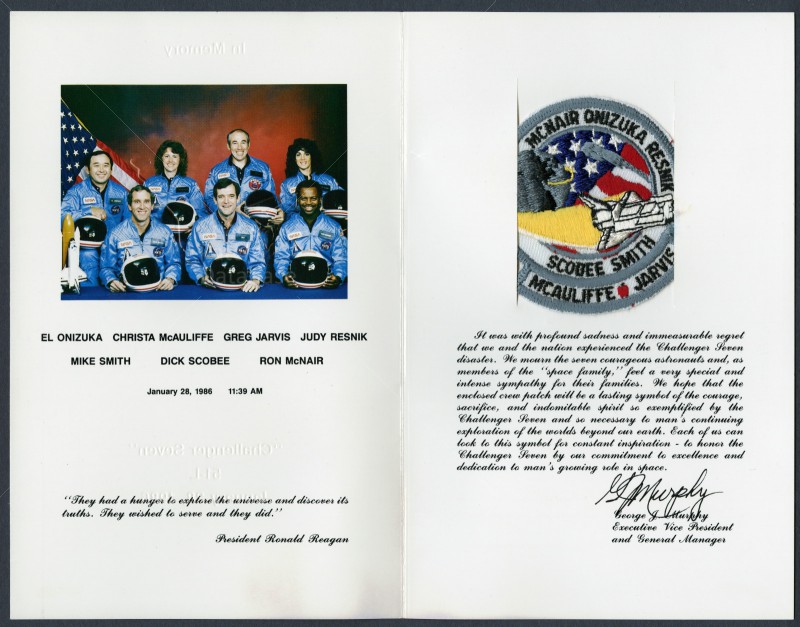 In Memory
EL ONIZUKA CHRISTA McAULIFFE GREG JARVIS JUDY RESNIK
MIKE SMITH DICK SCOBEE RON McNAIR
January 28, 1986 11:39 AM
"Challenger Seven"
51-L
"They had a hunger to explore the universe and discover its
truths. They wished to serve and they did."
President Ronald Reagan
MCNAIR ONIZUKA RESNIK
SCOBEE SMITH
MCAULIFFE JARVIS
It was with profound sadness and immeasurable regret
that we and the nation experienced the Challenger Seven
disaster. We mourn the seven courageous astronauts and, as
members of the "space family," feel a very special and
intense sympathy for their families. We hope that the
enclosed crew patch will be a lasting symbol of the courage,
sacrifice, and indomitable spirit so exemplified by the
Challenger Seven and so necessary to man's continuing
exploration of the worlds beyond our earth. Each of us can
look to this symbol for constant inspiration - to honor the
Challenger Seven by our commitment to excellence and
dedication to man's growing role in space.
George J. Murphy
Executive Vice President
and General Manager